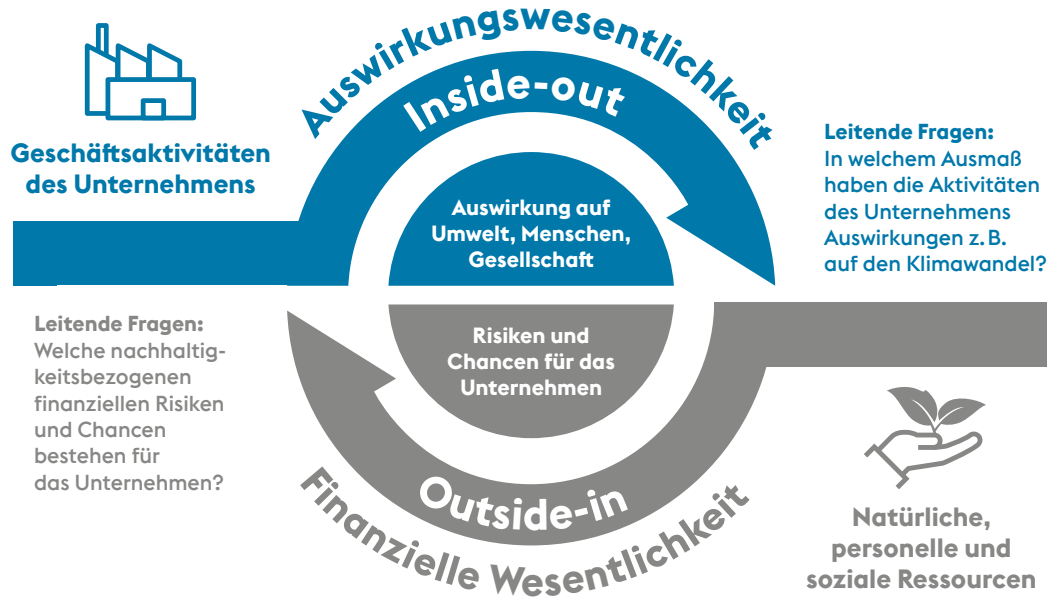 Auswirkungswesentlichkeit
Inside-out
Geschäftsaktivitäten
des Unternehmens
Auswirkung auf
Umwelt, Menschen,
Gesellschaft
Leitende Fragen:
In welchem Ausmaß
haben die Aktivitäten
des Unternehmens
Auswirkungen z. B.
auf den Klimawandel?
Leitende Fragen:
Welche nachhaltig-
keitsbezogenen
finanziellen Risiken
und Chancen
bestehen für
das Unternehmen?
Risiken und
Chancen für das
Unternehmen
Outside-in
Finanzielle Wesentlichkeit
Natürliche,
personelle und
soziale Ressourcen